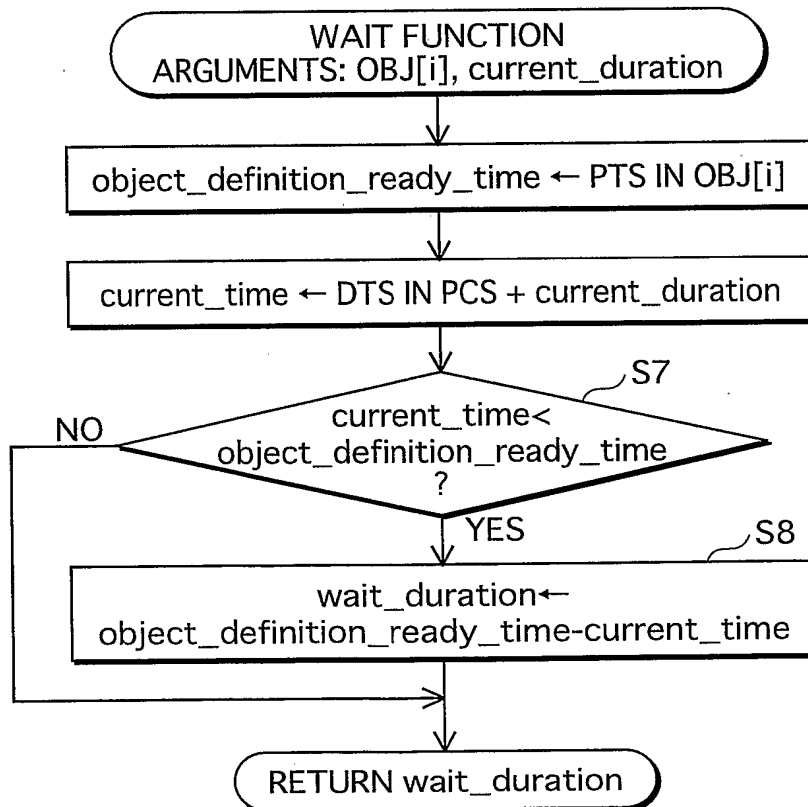 WAIT FUNCTION
ARGUMENTS: OBJ[i], current_duration
object_definition_ready_time ← PTS IN OBJ[i]
current_time ← DTS IN PCS + current_duration
S7
current_time<
object_definition_ready_time
?
NO
YES
S8
wait_duration←
object_definition_ready_time-current_time
RETURN wait_duration